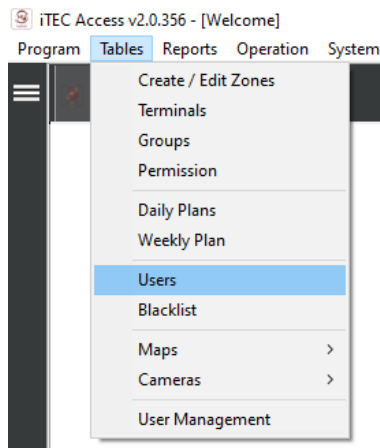 iTEC Access v2.0.356 - [Welcome]
Program Tables Reports Operation System
Create / Edit Zones
Terminals
Groups
Permission
Daily Plans
Weekly Plan
Users
Blacklist
Maps
Cameras
User Management